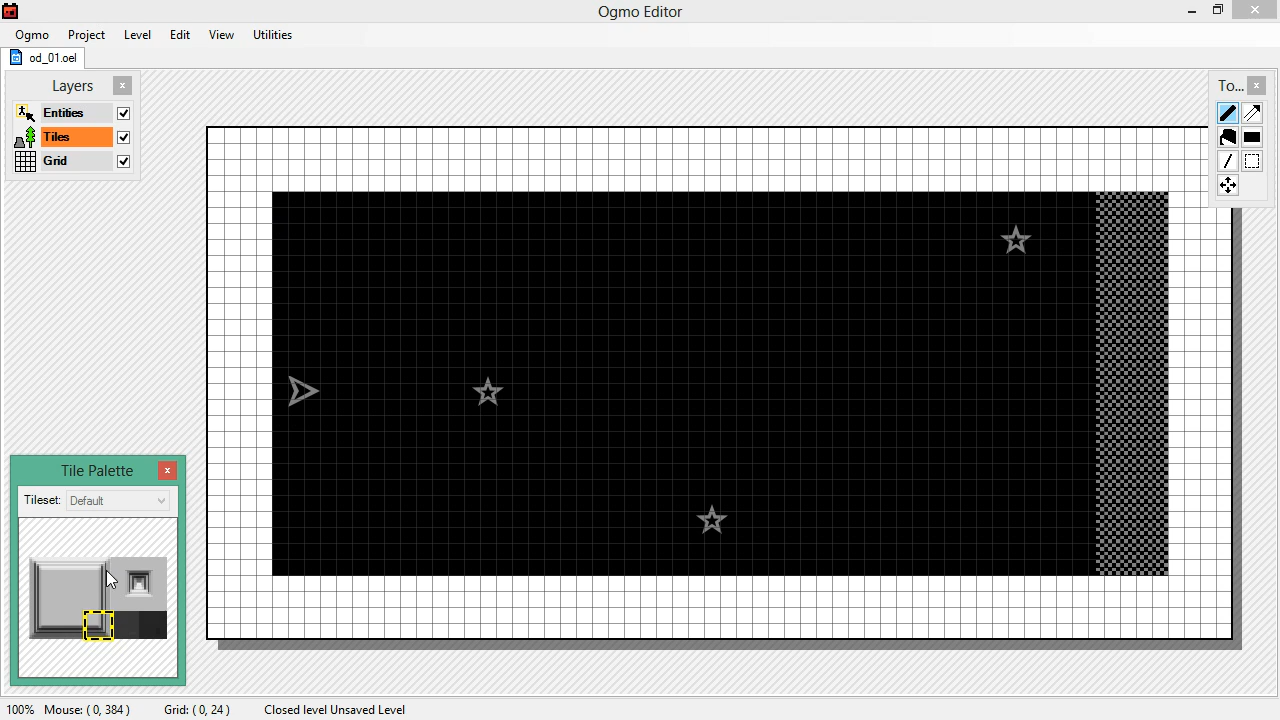 Ogmo Editor
Ogmo Project Level Edit View Utilities
od_01.oel
Layers
To...
Entities
Tiles
Grid
Tile Palette
Tileset: Default
100% Mouse: ( 0, 384 ) Grid: ( 0, 24 ) Closed level Unsaved Level